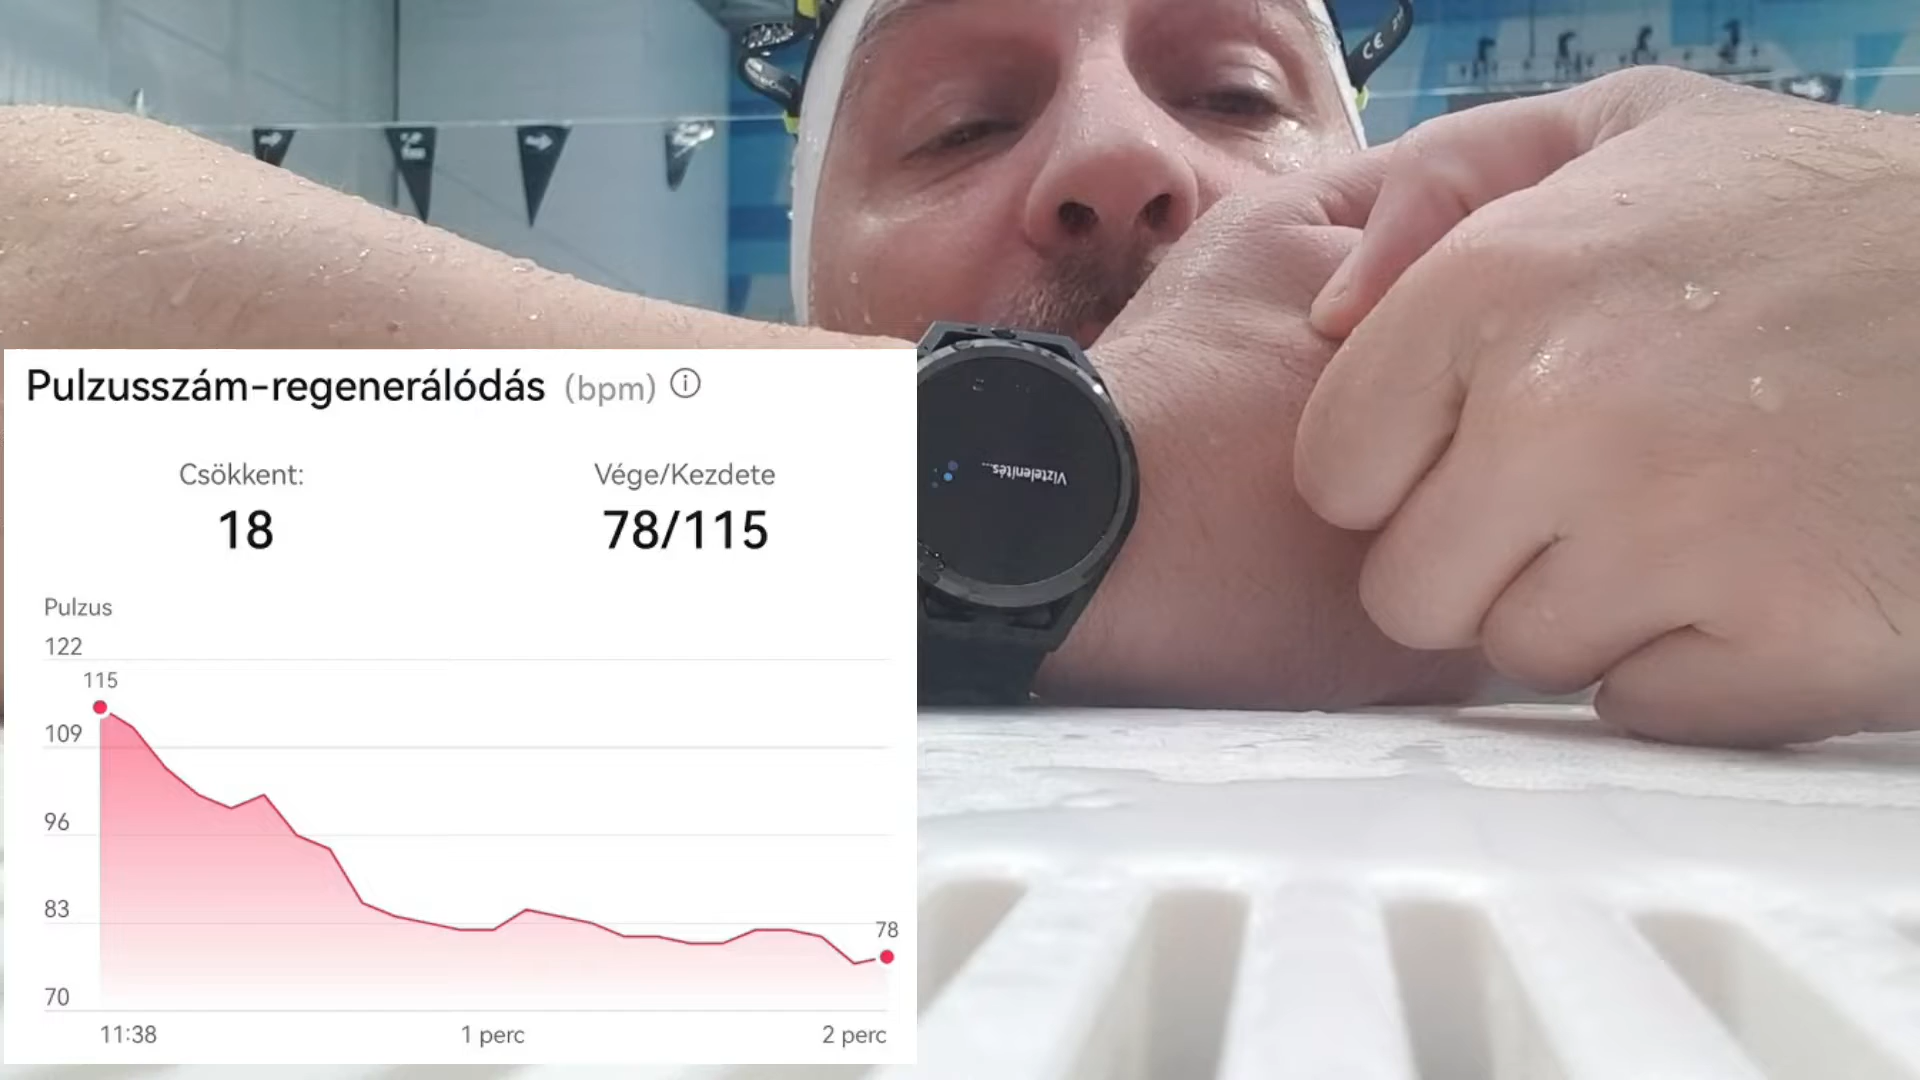 CE
Pulzusszám-regenerálódás (bpm)
Csökkent:
Vége/Kezdete
18
78/115
Pulzus
122
115
109
96
83
78
70
11:38
1 perc
2 perc
Víztelenítés...